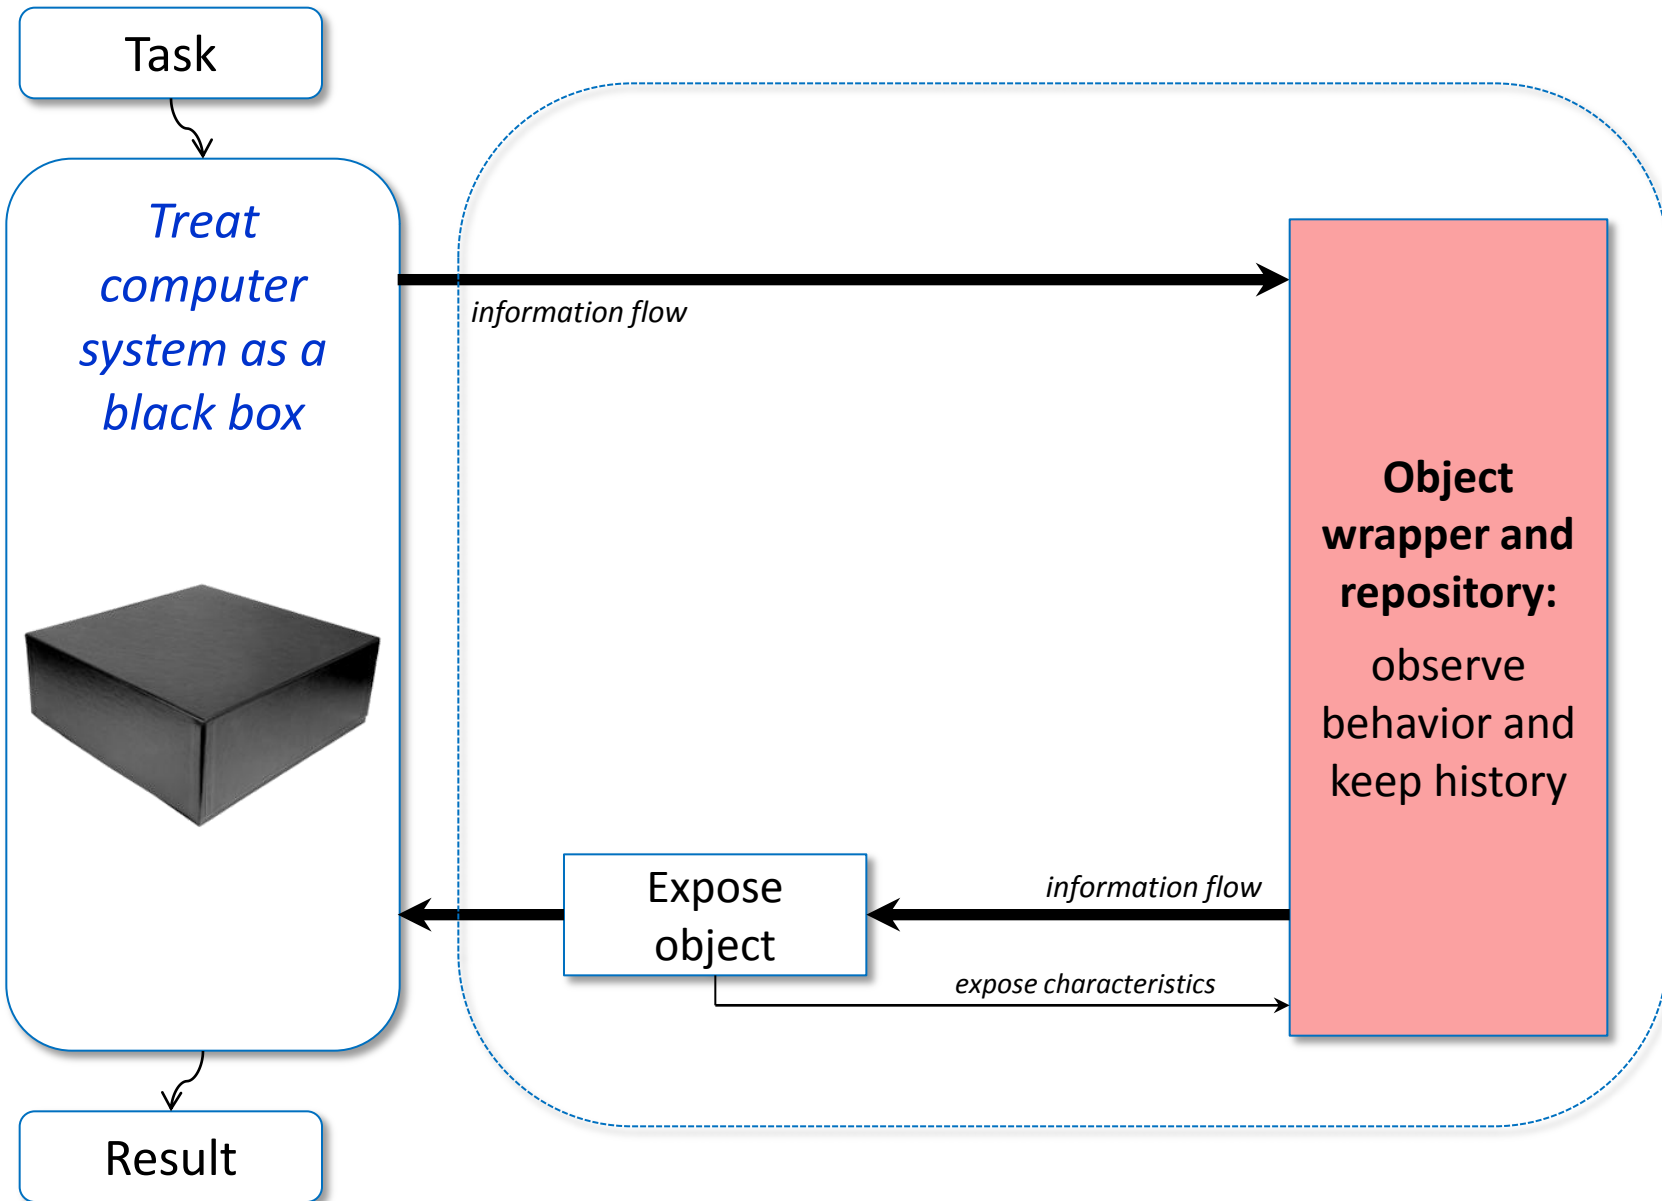 Task
Treat
computer
system as a
black box
information flow
Object
wrapper and
repository:
observe
behavior and
keep history
Expose
object
information flow
expose characteristics
Result